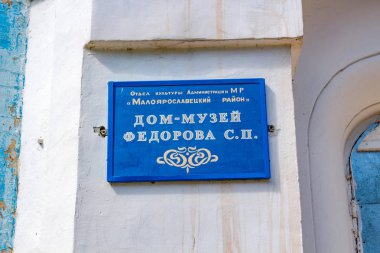 Отдел культуры Администрации МР
"Малоярославецкий район"
ДОМ-МУЗЕЙ
ФЕДОРОВА С.П.